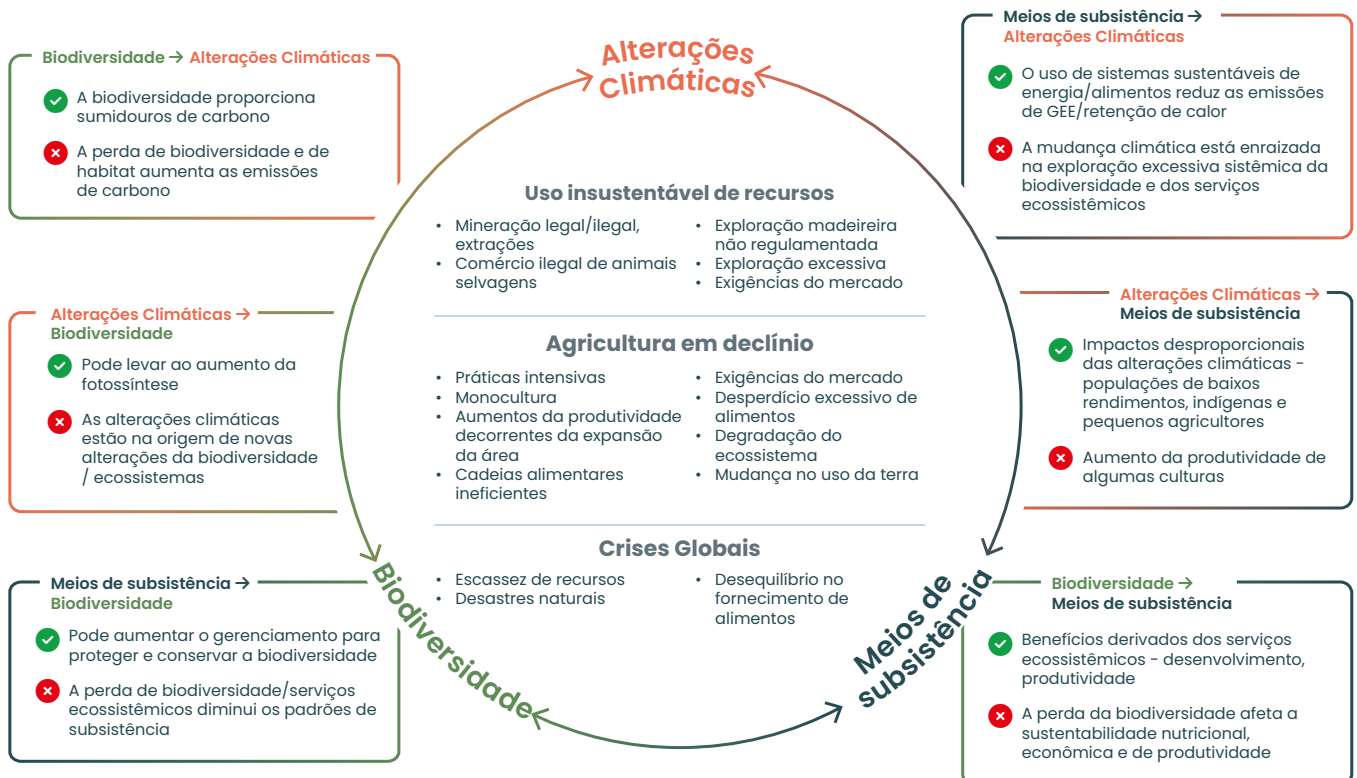 Biodiversidade → Alterações Climáticas
A biodiversidade proporciona
sumidouros de carbono
A perda de biodiversidade e de
habitat aumenta as emissões
de carbono
Alterações Climáticas →
Biodiversidade
Pode levar ao aumento da
fotossíntese
As alterações climáticas
estão na origem de novas
alterações da biodiversidade
/ ecossistemas
Meios de subsistência →
Biodiversidade
Pode aumentar o gerenciamento para
proteger e conservar a biodiversidade
A perda de biodiversidade/serviços
ecossistêmicos diminui os padrões de
subsistência
Alterações
Climáticas
Uso insustentável de recursos
• Mineração legal/ilegal,
extrações
• Comércio ilegal de animais
selvagens
• Exploração madeireira
não regulamentada
• Exploração excessiva
• Exigências do mercado
Agricultura em declínio
• Práticas intensivas
• Monocultura
• Aumentos da produtividade
decorrentes da expansão
da área
• Cadeias alimentares
ineficientes
• Exigências do mercado
• Desperdício excessivo de
alimentos
• Degradação do
ecossistema
• Mudança no uso da terra
Crises Globais
• Escassez de recursos
• Desastres naturais
• Desequilíbrio no
fornecimento de
alimentos
Biodiversidade
Meios de
subsistência
Meios de subsistência →
Alterações Climáticas
O uso de sistemas sustentáveis de
energia/alimentos reduz as emissões
de GEE/retenção de calor
A mudança climática está enraizada
na exploração excessiva sistêmica da
biodiversidade e dos serviços
ecossistêmicos
Alterações Climáticas →
Meios de subsistência
Impactos desproporcionais
das alterações climáticas -
populações de baixos
rendimentos, indígenas e
pequenos agricultores
Aumento da produtividade de
algumas culturas
Biodiversidade →
Meios de subsistência
Benefícios derivados dos serviços
ecossistêmicos - desenvolvimento,
produtividade
A perda da biodiversidade afeta a
sustentabilidade nutricional,
econômica e de produtividade